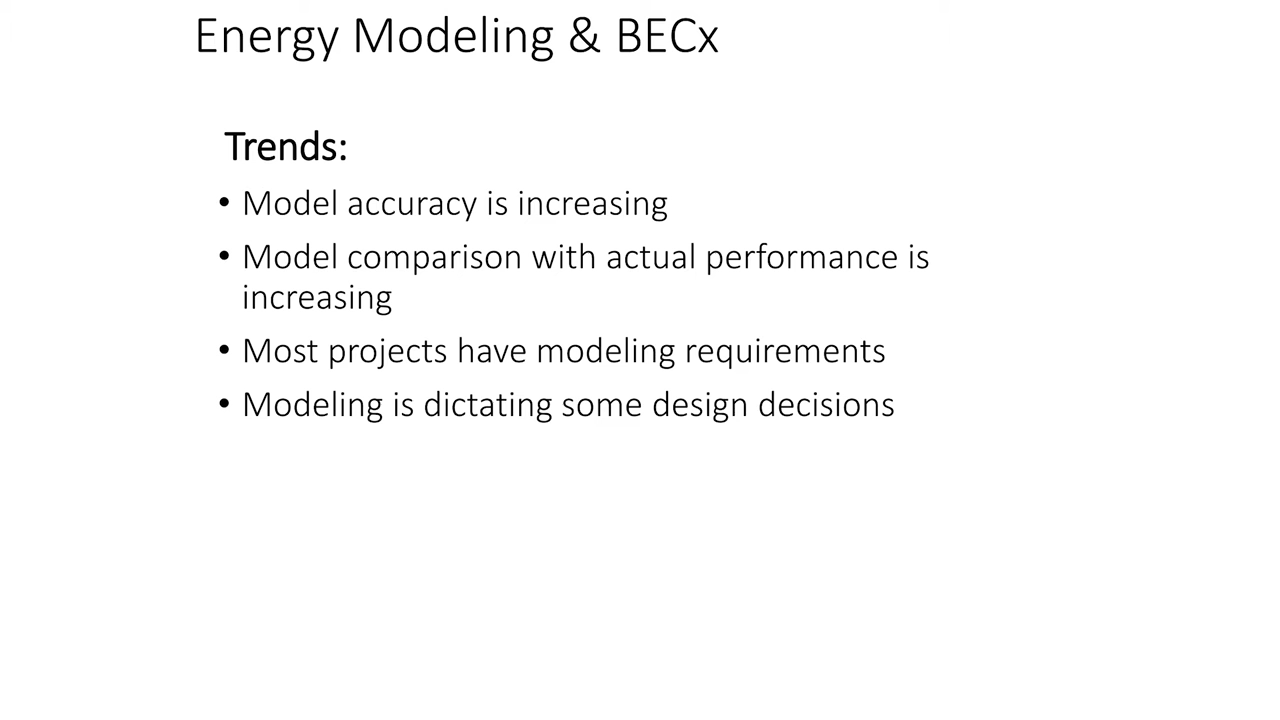 Energy Modeling & BECx
Trends:
• Model accuracy is increasing
• Model comparison with actual performance is
increasing
• Most projects have modeling requirements
• Modeling is dictating some design decisions